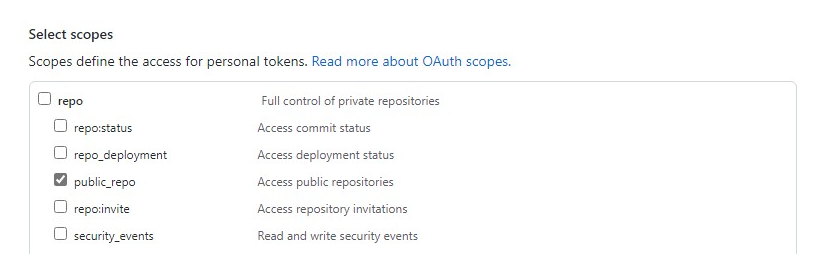 Select scopes
Scopes define the access for personal tokens. Read more about OAuth scopes.
repo Full control of private repositories
repo:status Access commit status
repo_deployment Access deployment status
public_repo Access public repositories
repo:invite Access repository invitations
security_events Read and write security events